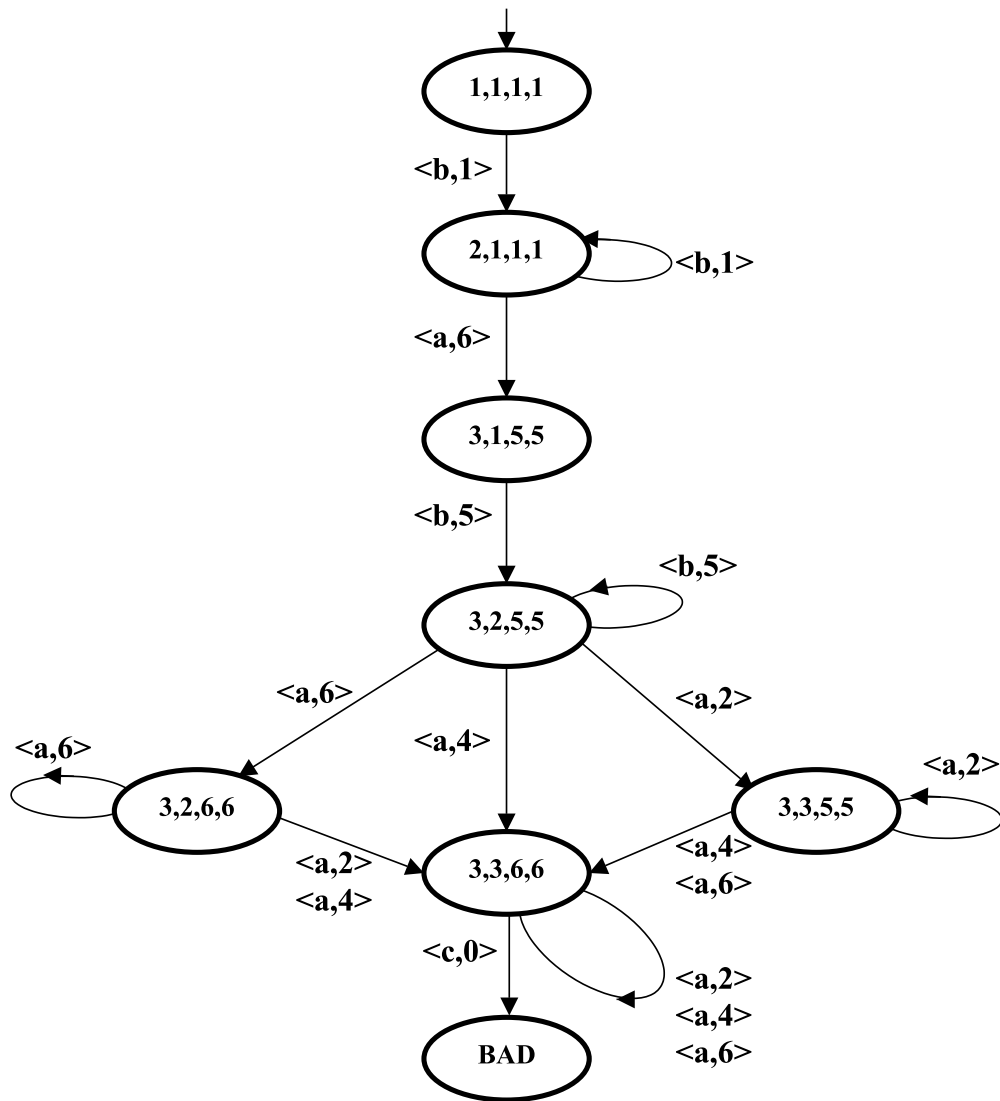 1,1,1,1
<b,1>
2,1,1,1
<b,1>
<a,6>
3,1,5,5
<b,5>
<b,5>
3,2,5,5
<a,6>
<a,2>
<a,4>
<a,6>
<a,2>
3,2,6,6
3,3,5,5
<a,2>
<a,4>
3,3,6,6
<a,4>
<a,6>
<c,0>
<a,2>
<a,4>
<a,6>
BAD